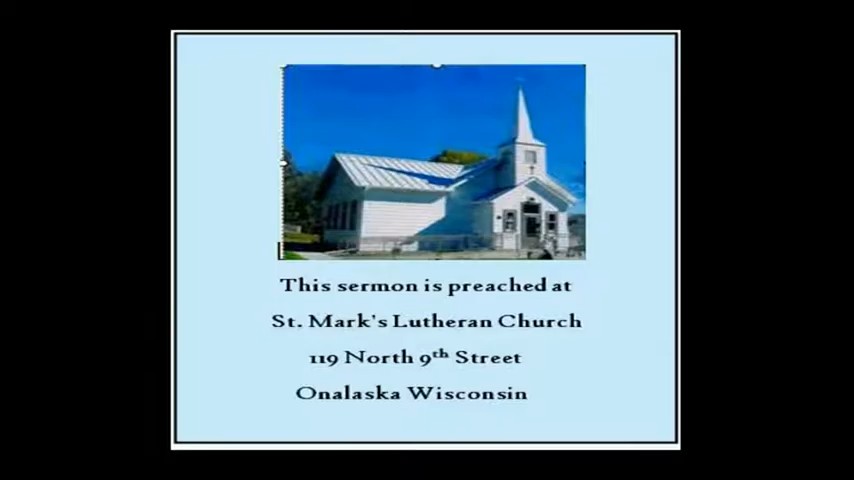 This sermon is preached at
St. Mark's Lutheran Church
119 North 9th Street
Onalaska Wisconsin